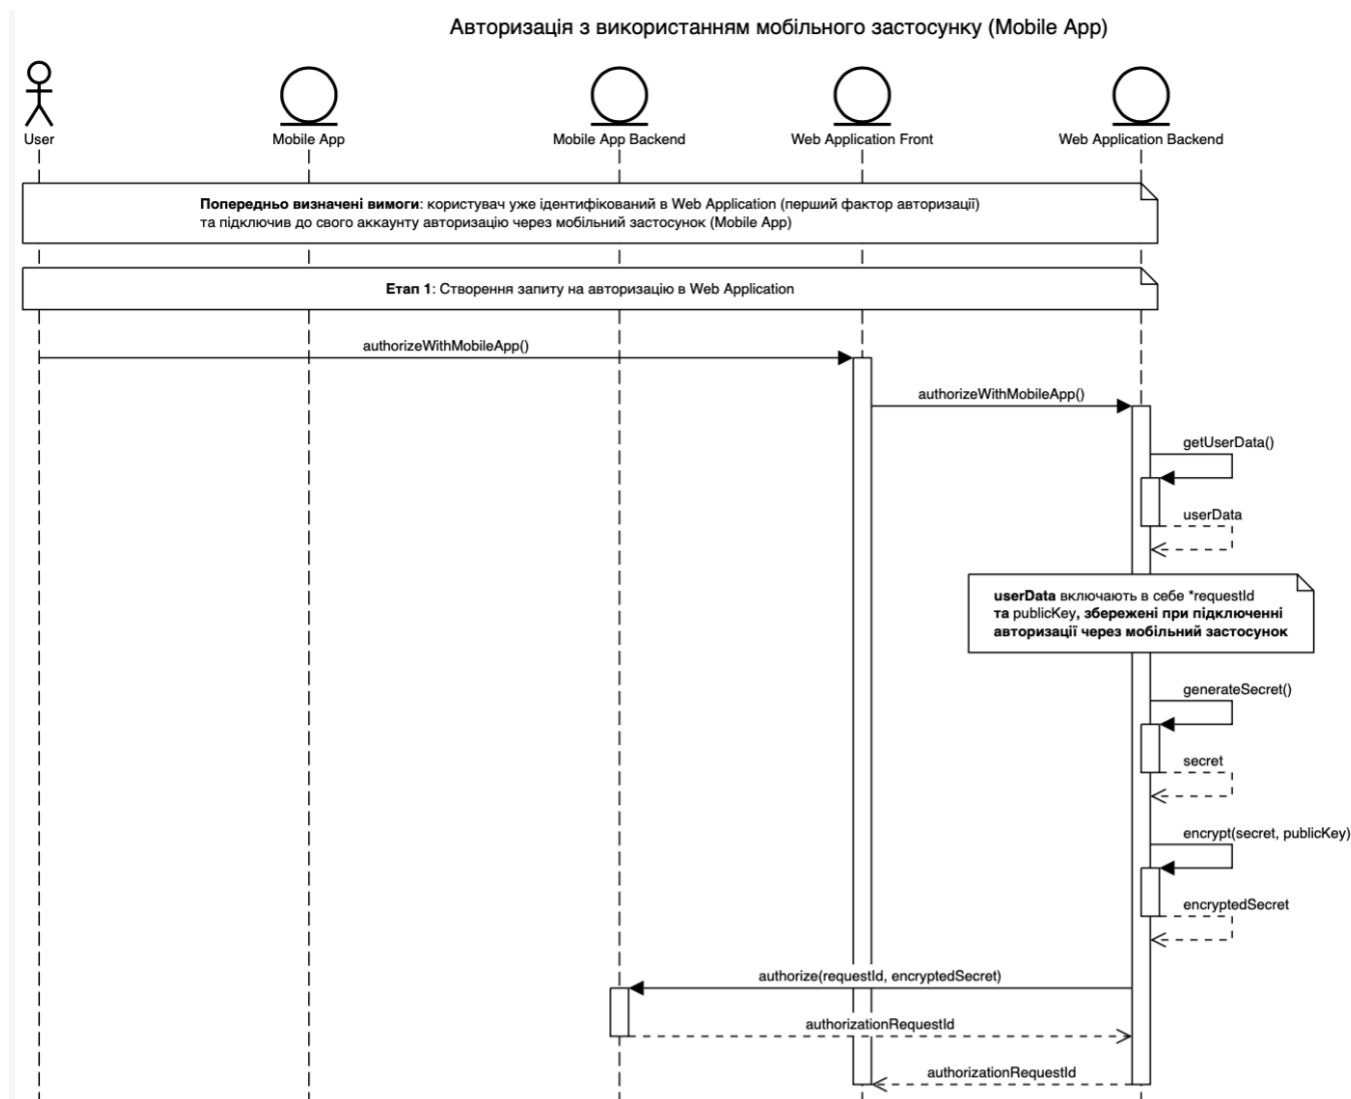 Авторизація з використанням мобільного застосунку (Mobile App)
User
Mobile App
Mobile App Backend
Web Application Front
Web Application Backend
Попередньо визначені вимоги: користувач уже ідентифікований в Web Application (перший фактор авторизації)
та підключив до свого аккаунту авторизацію через мобільний застосунок (Mobile App)
Етап 1: Створення запиту на авторизацію в Web Application
authorizeWithMobileApp()
authorizeWithMobileApp()
getUserData()
userData
userData включають в себе *requestId
та publicKey, збережені при підключенні
авторизації через мобільний застосунок
generateSecret()
secret
encrypt(secret, publicKey)
encryptedSecret
authorize(requestId, encryptedSecret)
authorizationRequestId
authorizationRequestId